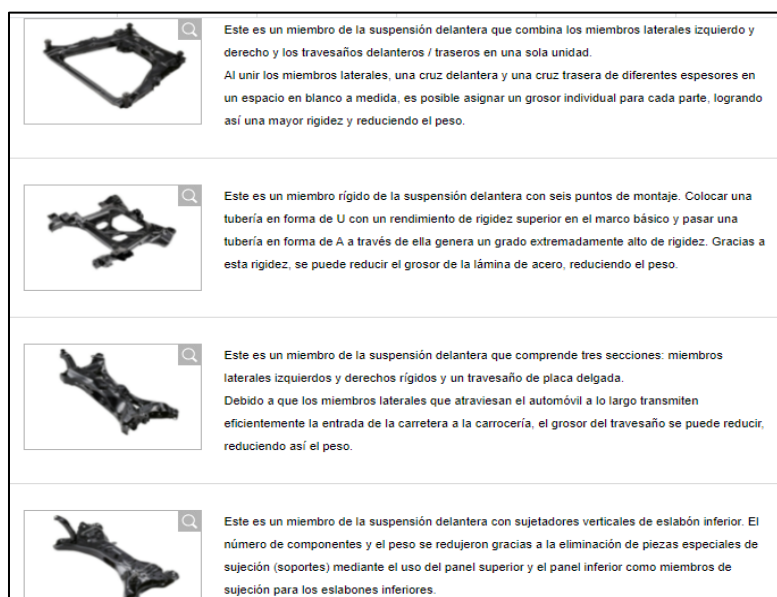 Este es un miembro de la suspensión delantera que combina los miembros laterales izquierdo y
derecho y los travesaños delanteros / traseros en una sola unidad.
Al unir los miembros laterales, una cruz delantera y una cruz trasera de diferentes espesores en
un espacio en blanco a medida, es posible asignar un grosor individual para cada parte, logrando
así una mayor rigidez y reduciendo el peso.
Este es un miembro rígido de la suspensión delantera con seis puntos de montaje. Colocar una
tubería en forma de U con un rendimiento de rigidez superior en el marco básico y pasar una
tubería en forma de A a través de ella genera un grado extremadamente alto de rigidez. Gracias a
esta rigidez, se puede reducir el grosor de la lámina de acero, reduciendo el peso.
Este es un miembro de la suspensión delantera que comprende tres secciones: miembros
laterales izquierdos y derechos rígidos y un travesaño de placa delgada.
Debido a que los miembros laterales que atraviesan el automóvil a lo largo transmiten
eficientemente la entrada de la carretera a la carrocería, el grosor del travesaño se puede reducir,
reduciendo así el peso.
Este es un miembro de la suspensión delantera con sujetadores verticales de eslabón inferior. El
número de componentes y el peso se redujeron gracias a la eliminación de piezas especiales de
sujeción (soportes) mediante el uso del panel superior y el panel inferior como miembros de
sujeción para los eslabones inferiores.